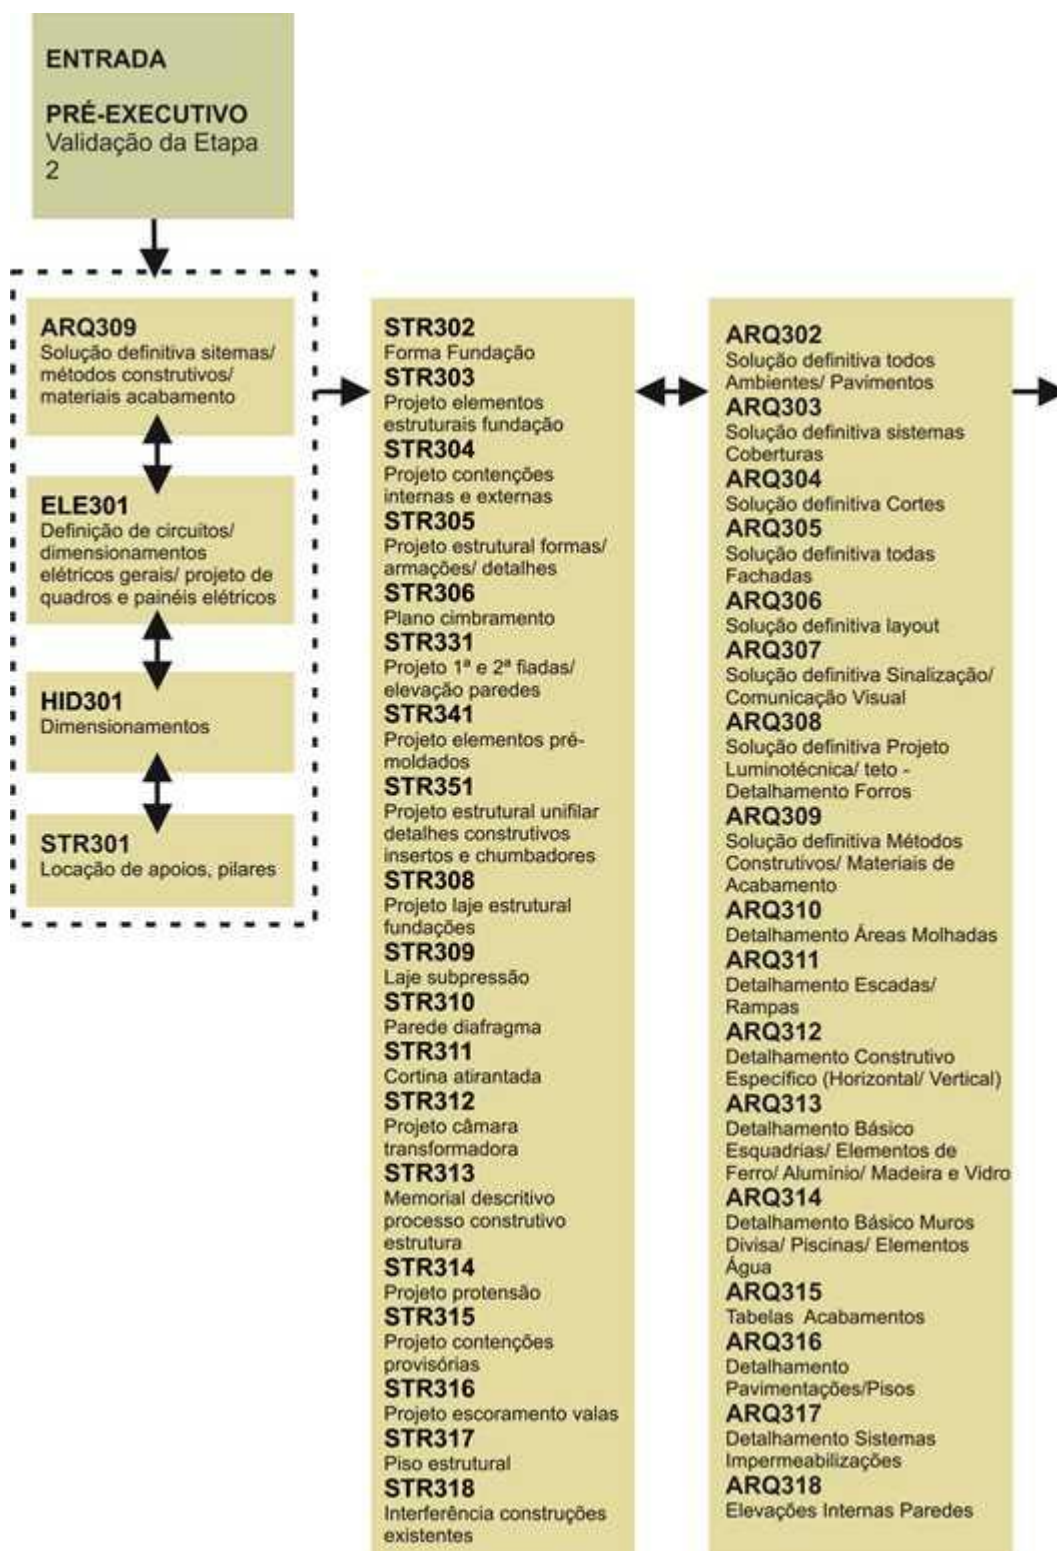 ENTRADA
PRÉ-EXECUTIVO
Validação da Etapa
2
ARQ309
Solução definitiva sitemas/
métodos construtivos/
materiais acabamento
ELE301
Definição de circuitos/
dimensionamentos
elétricos gerais/ projeto de
quadros e painéis elétricos
HID301
Dimensionamentos
STR301
Locação de apoios, pilares
STR302
Forma Fundação
STR303
Projeto elementos
estruturais fundação
STR304
Projeto contenções
internas e externas
STR305
Projeto estrutural formas/
armações/ detalhes
STR306
Plano cimbramento
STR331
Projeto 1ª e 2ª fiadas/
elevação paredes
STR341
Projeto elementos pré-
moldados
STR351
Projeto estrutural unifilar
detalhes construtivos
insertos e chumbadores
STR308
Projeto laje estrutural
fundações
STR309
Laje subpressão
STR310
Parede diafragma
STR311
Cortina atirantada
STR312
Projeto câmara
transformadora
STR313
Memorial descritivo
processo construtivo
estrutura
STR314
Projeto protensão
STR315
Projeto contenções
provisórias
STR316
Projeto escoramento valas
STR317
Piso estrutural
STR318
Interferência construções
existentes
ARQ302
Solução definitiva todos
Ambientes/ Pavimentos
ARQ303
Solução definitiva sistemas
Coberturas
ARQ304
Solução definitiva Cortes
ARQ305
Solução definitiva todas
Fachadas
ARQ306
Solução definitiva layout
ARQ307
Solução definitiva Sinalização/
Comunicação Visual
ARQ308
Solução definitiva Projeto
Luminotécnica/ teto -
Detalhamento Forros
ARQ309
Solução definitiva Métodos
Construtivos/ Materiais de
Acabamento
ARQ310
Detalhamento Áreas Molhadas
ARQ311
Detalhamento Escadas/
Rampas
ARQ312
Detalhamento Construtivo
Específico (Horizontal/ Vertical)
ARQ313
Detalhamento Básico
Esquadrias/ Elementos de
Ferro/ Alumínio/ Madeira e Vidro
ARQ314
Detalhamento Básico Muros
Divisa/ Piscinas/ Elementos
Água
ARQ315
Tabelas Acabamentos
ARQ316
Detalhamento
Pavimentações/Pisos
ARQ317
Detalhamento Sistemas
Impermeabilizações
ARQ318
Elevações Internas Paredes